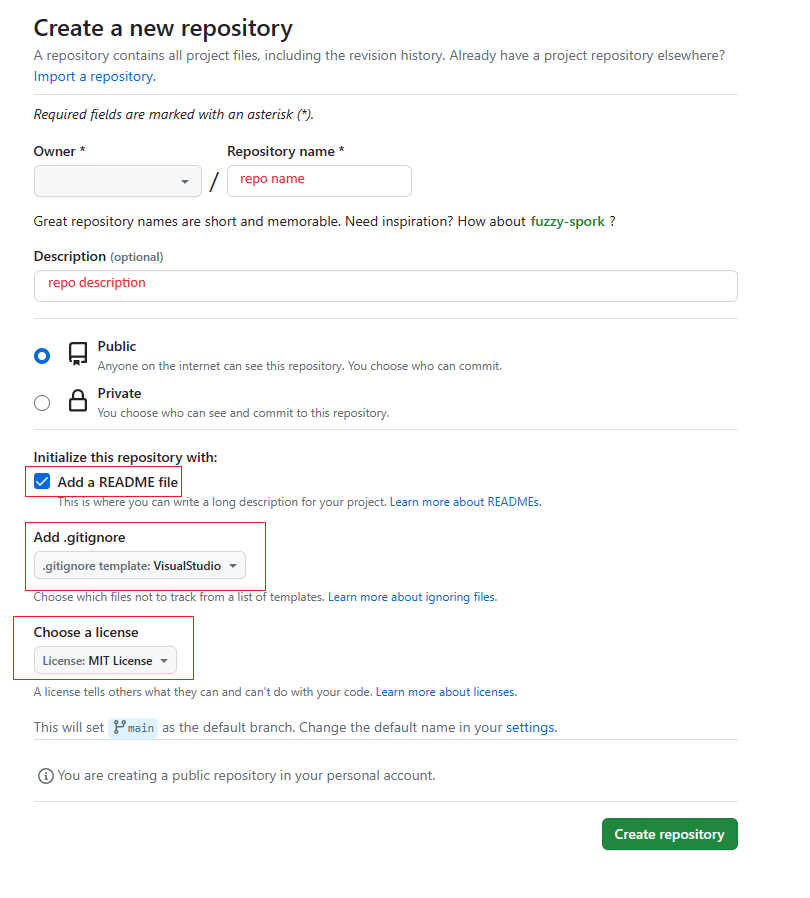 Create a new repository
A repository contains all project files, including the revision history. Already have a project repository elsewhere?
Import a repository.
Required fields are marked with an asterisk (*).
Owner * Repository name *
/ repo name
Great repository names are short and memorable. Need inspiration? How about fuzzy-spork ?
Description (optional)
repo description
Public
Anyone on the internet can see this repository. You choose who can commit.
Private
You choose who can see and commit to this repository.
Initialize this repository with:
Add a README file
This is where you can write a long description for your project. Learn more about READMEs.
Add .gitignore
.gitignore template: VisualStudio
Choose which files not to track from a list of templates. Learn more about ignoring files.
Choose a license
License: MIT License
A license tells others what they can and can't do with your code. Learn more about licenses.
This will set main as the default branch. Change the default name in your settings.
You are creating a public repository in your personal account.
Create repository